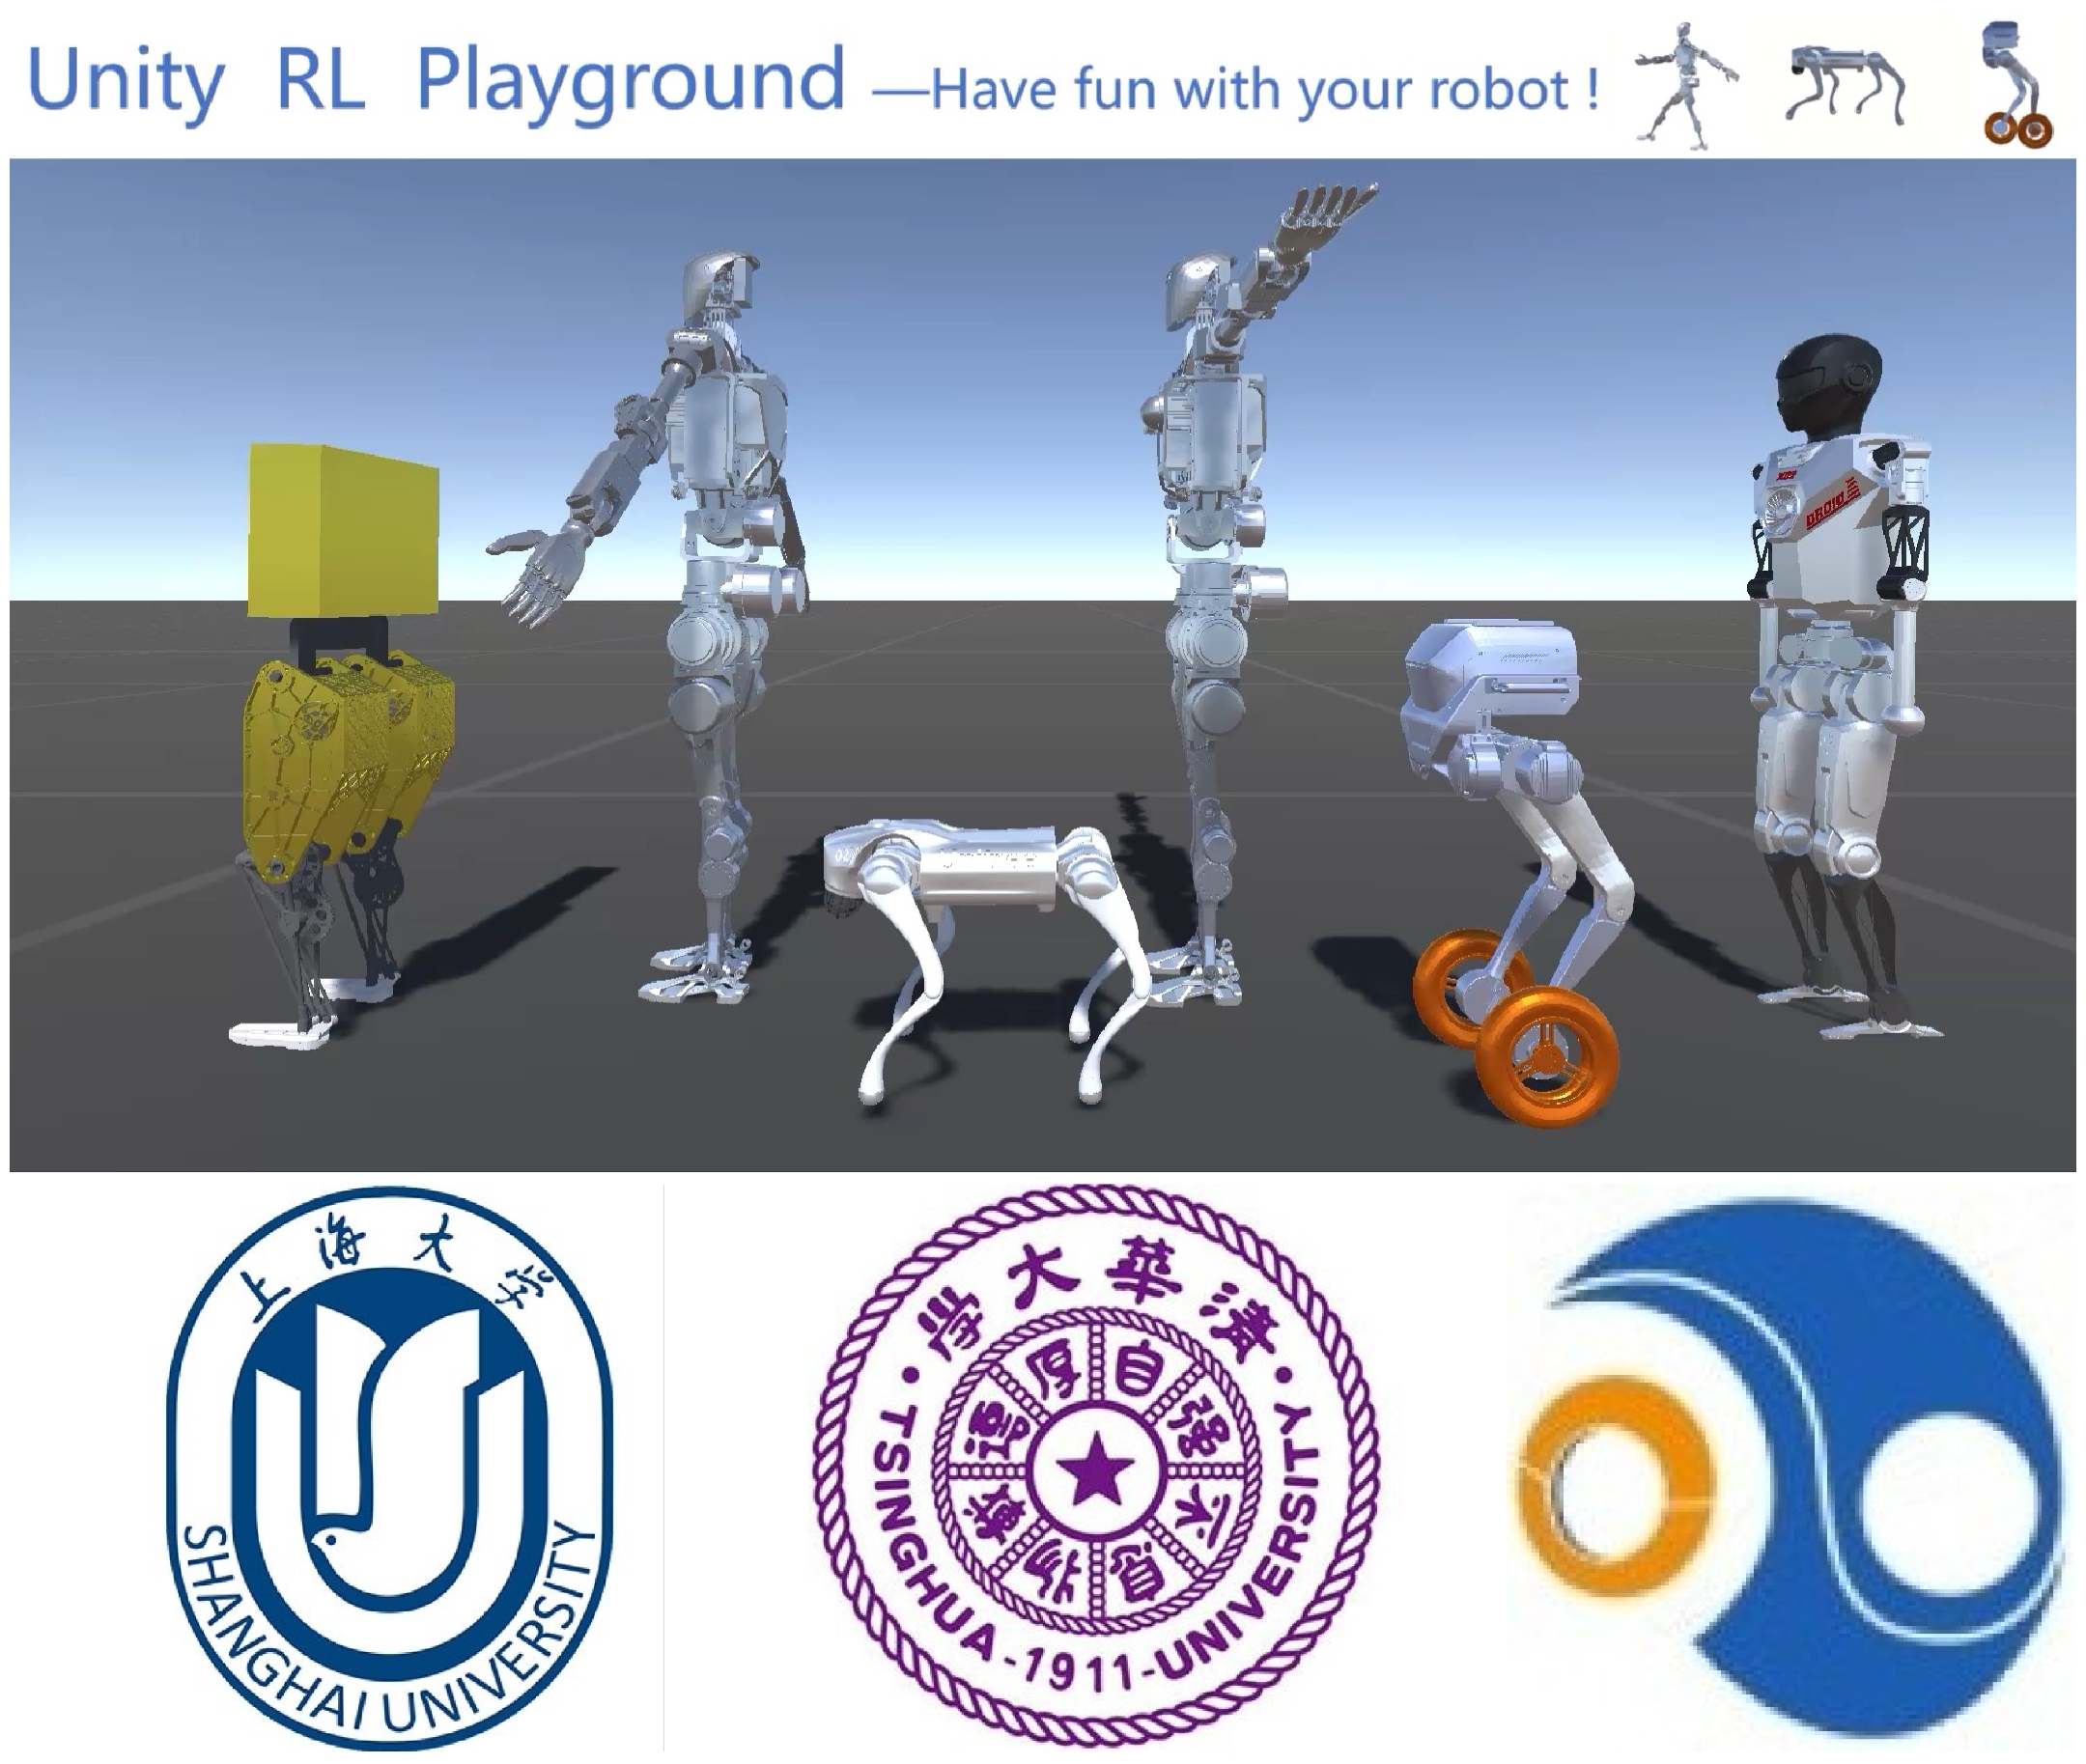 Unity RL Playground —Have fun with your robot !
DROID
上海大学
SHANGHAI UNIVERSITY
學大華清
自强不息
厚德載物
TSINGHUA -1911- UNIVERSITY